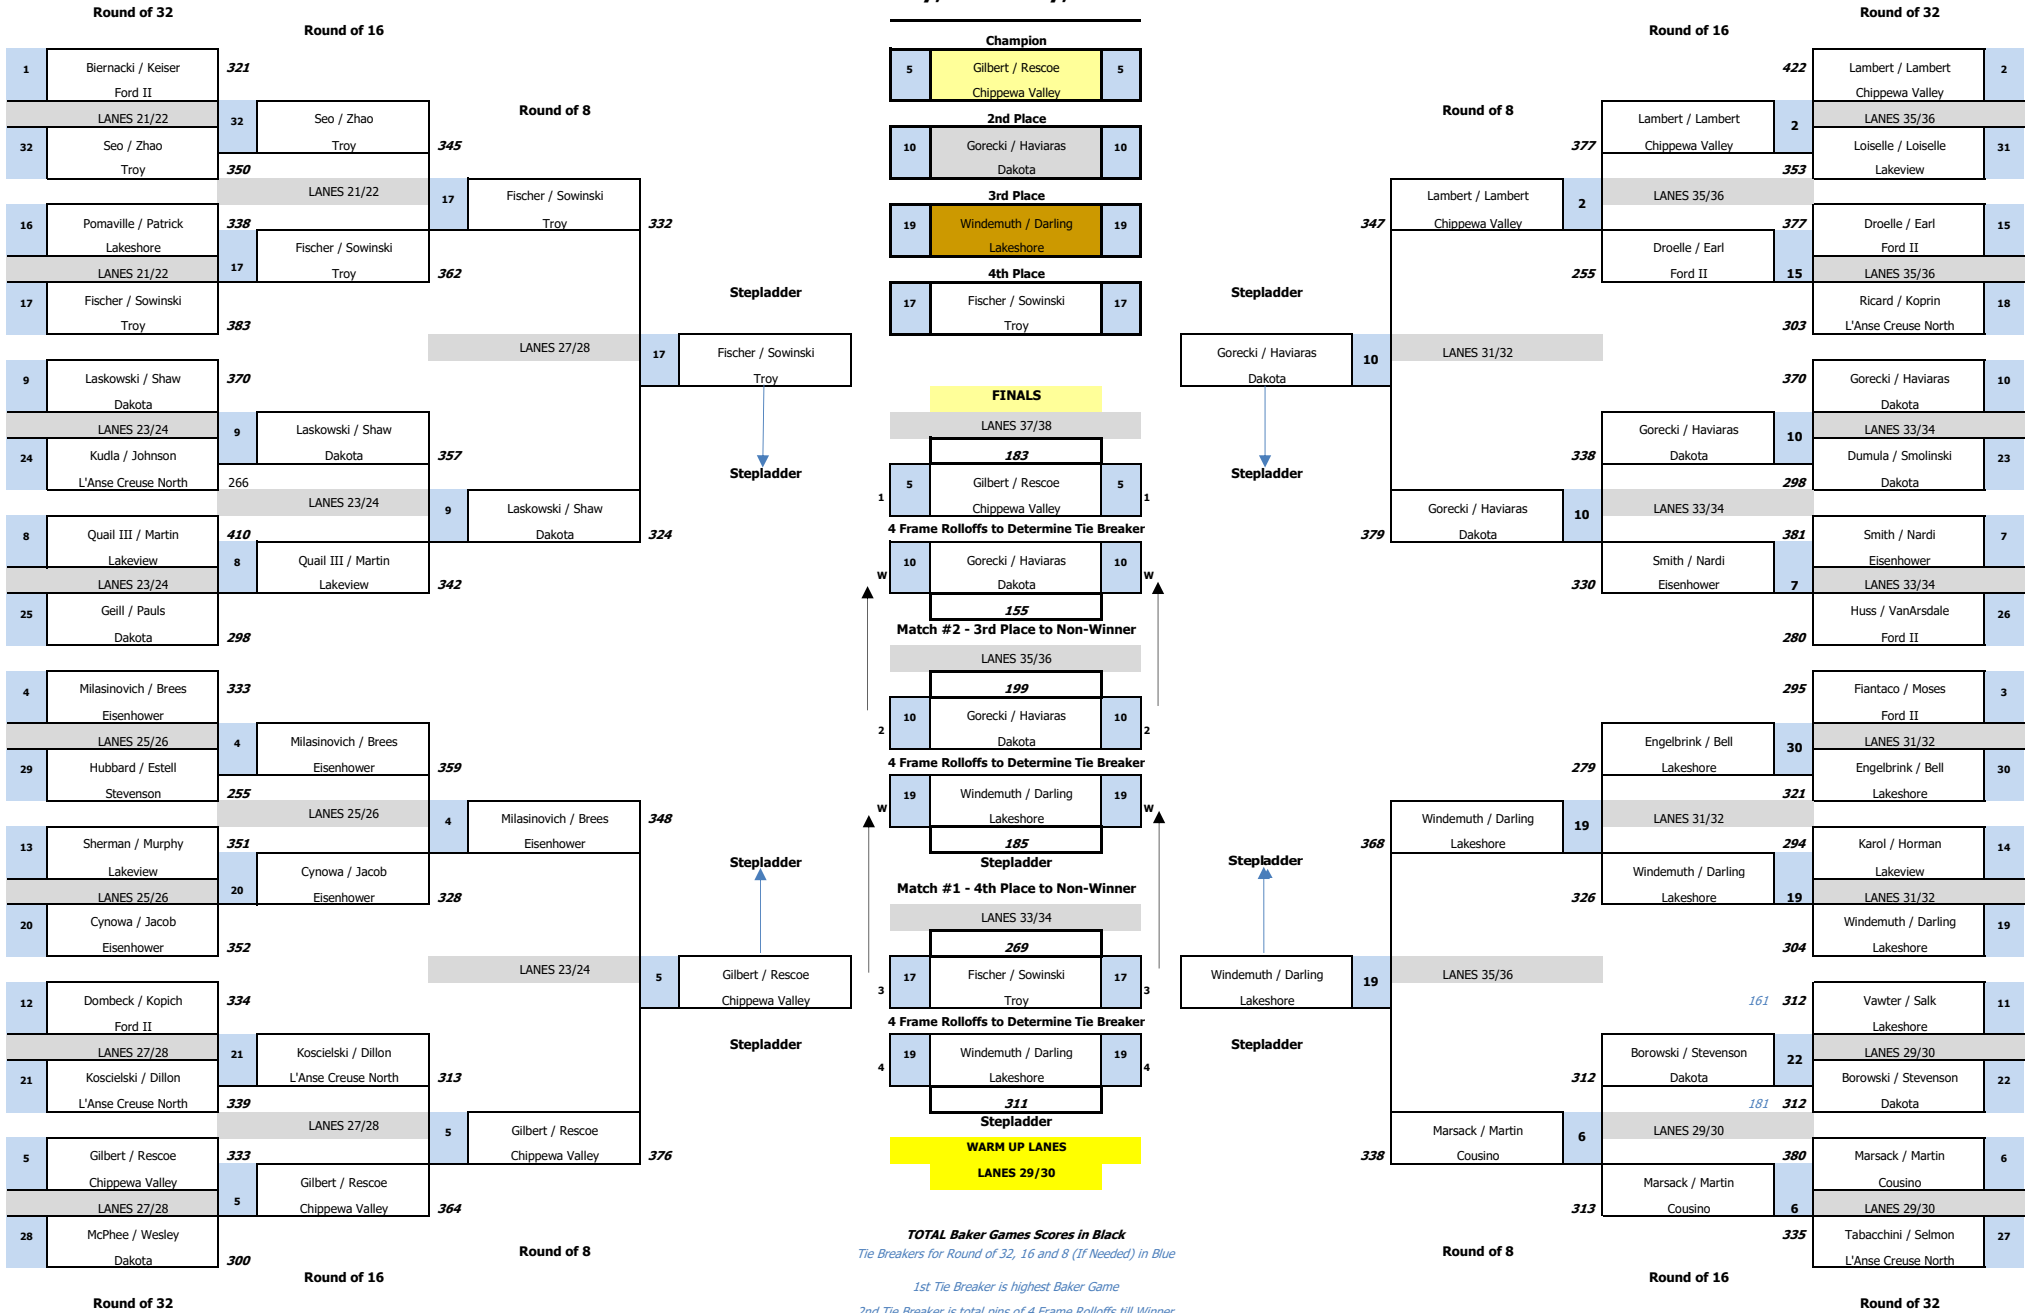 Round of 32
Round of 16
1
Biernacki / Keiser
321
Ford II
LANES 21/22
32
Seo / Zhao
Troy
350
16
Pomaville / Patrick
338
Lakeshore
LANES 21/22
17
Fischer / Sowinski
Troy
383
9
Laskowski / Shaw
370
Dakota
LANES 23/24
24
Kudla / Johnson
L'Anse Creuse North
266
8
Quail III / Martin
410
Lakeview
LANES 23/24
25
Geill / Pauls
Dakota
298
4
Milasinovich / Brees
333
Eisenhower
LANES 25/26
29
Hubbard / Estell
Stevenson
255
13
Sherman / Murphy
351
Lakeview
LANES 25/26
20
Cynowa / Jacob
Eisenhower
352
12
Dombeck / Kopich
334
Ford II
LANES 27/28
21
Koscielski / Dillon
L'Anse Creuse North
339
5
Gilbert / Rescoe
333
Chippewa Valley
LANES 27/28
28
McPhee / Wesley
Dakota
300
Round of 32
32
Seo / Zhao
Troy
345
LANES 21/22
17
Fischer / Sowinski
Troy
362
9
Laskowski / Shaw
Dakota
357
LANES 23/24
8
Quail III / Martin
Lakeview
342
4
Milasinovich / Brees
Eisenhower
359
LANES 25/26
20
Cynowa / Jacob
Eisenhower
328
21
Koscielski / Dillon
L'Anse Creuse North
313
LANES 27/28
5
Gilbert / Rescoe
Chippewa Valley
364
Round of 16
Round of 8
17
Fischer / Sowinski
Troy
332
LANES 27/28
9
Laskowski / Shaw
Dakota
324
4
Milasinovich / Brees
348
Eisenhower
LANES 23/24
5
Gilbert / Rescoe
Chippewa Valley
376
Round of 8
Stepladder
17
Fischer / Sowinski
Troy
Stepladder
Stepladder
5
Gilbert / Rescoe
Chippewa Valley
Stepladder
Champion
5
Gilbert / Rescoe
5
Chippewa Valley
2nd Place
10
Gorecki / Haviaras
10
Dakota
3rd Place
19
Windemuth / Darling
19
Lakeshore
4th Place
17
Fischer / Sowinski
17
Troy
FINALS
LANES 37/38
183
1
5
Gilbert / Rescoe
5
1
Chippewa Valley
4 Frame Rolloffs to Determine Tie Breaker
W
10
Gorecki / Haviaras
10
W
Dakota
155
Match #2 - 3rd Place to Non-Winner
LANES 35/36
199
2
10
Gorecki / Haviaras
10
2
Dakota
4 Frame Rolloffs to Determine Tie Breaker
W
19
Windemuth / Darling
19
W
Lakeshore
185
Stepladder
Match #1 - 4th Place to Non-Winner
LANES 33/34
269
3
17
Fischer / Sowinski
17
3
Troy
4 Frame Rolloffs to Determine Tie Breaker
4
19
Windemuth / Darling
19
4
Lakeshore
311
Stepladder
WARM UP LANES
LANES 29/30
TOTAL Baker Games Scores in Black
Tie Breakers for Round of 32, 16 and 8 (If Needed) in Blue
1st Tie Breaker is highest Baker Game
2nd Tie Breaker is total pins of 4 Frame Rolloffs till Winner
Stepladder
Gorecki / Haviaras
10
Dakota
Stepladder
Stepladder
Windemuth / Darling
19
Lakeshore
Stepladder
Round of 8
Lambert / Lambert
2
347
Chippewa Valley
LANES 31/32
Gorecki / Haviaras
10
379
Dakota
Windemuth / Darling
19
368
Lakeshore
LANES 35/36
Marsack / Martin
6
338
Cousino
Round of 8
Round of 16
Lambert / Lambert
2
377
Chippewa Valley
LANES 35/36
Droelle / Earl
255
Ford II
15
Gorecki / Haviaras
10
338
Dakota
LANES 33/34
Smith / Nardi
330
Eisenhower
7
Engelbrink / Bell
30
279
Lakeshore
LANES 31/32
Windemuth / Darling
326
Lakeshore
19
Borowski / Stevenson
22
312
Dakota
LANES 29/30
Marsack / Martin
313
Cousino
6
Round of 16
Round of 32
422
Lambert / Lambert
2
Chippewa Valley
LANES 35/36
Loiselle / Loiselle
31
353
Lakeview
377
Droelle / Earl
15
Ford II
LANES 35/36
Ricard / Koprin
18
303
L'Anse Creuse North
370
Gorecki / Haviaras
10
Dakota
LANES 33/34
Dumula / Smolinski
23
298
Dakota
381
Smith / Nardi
7
Eisenhower
LANES 33/34
Huss / VanArsdale
26
280
Ford II
295
Fiantaco / Moses
3
Ford II
LANES 31/32
Engelbrink / Bell
30
321
Lakeshore
294
Karol / Horman
14
Lakeview
LANES 31/32
Windemuth / Darling
19
304
Lakeshore
161
312
Vawter / Salk
11
Lakeshore
LANES 29/30
Borowski / Stevenson
22
181
312
Dakota
380
Marsack / Martin
6
Cousino
LANES 29/30
335
Tabacchini / Selmon
27
L'Anse Creuse North
Round of 32